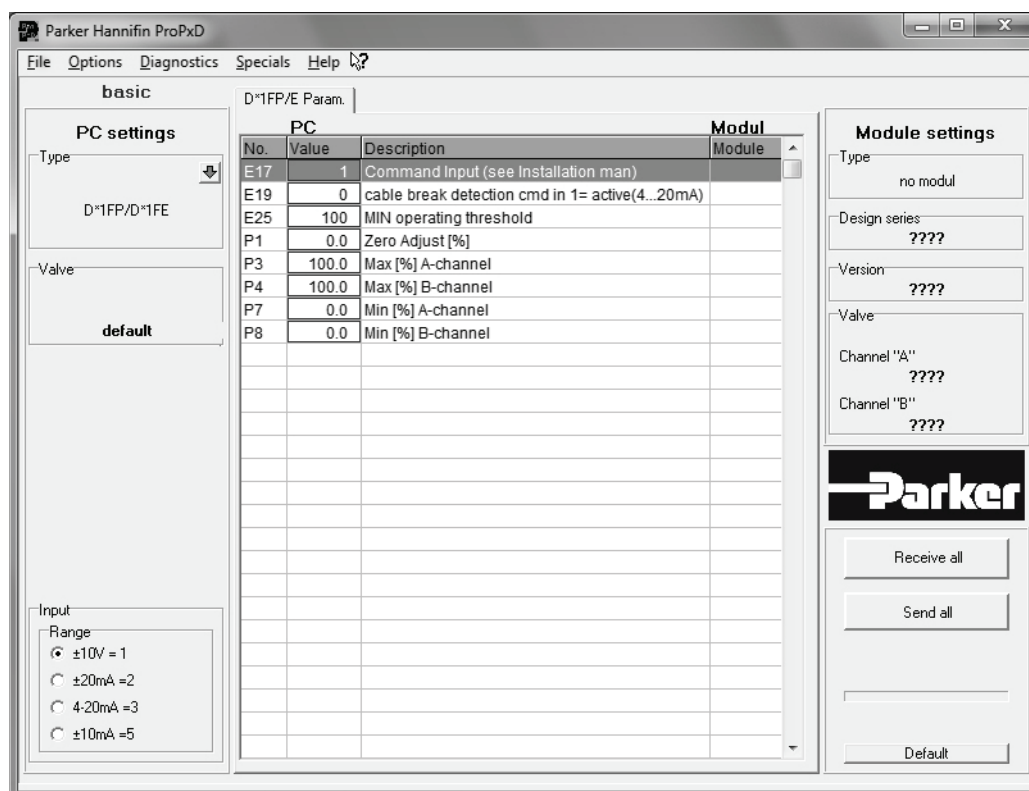 Parker Hannifin ProPxD
File Options Diagnostics Specials Help
basic
PC settings
Type
D*1FP/D*1FE
Valve
default
Input
Range
±10V = 1
±20mA =2
4-20mA =3
±10mA =5
D*1FP/E Param.
PC Modul
No. Value Description Module
E17 1 Command Input (see Installation man)
E19 0 cable break detection cmd in 1= active(4...20mA)
E25 100 MIN operating threshold
P1 0.0 Zero Adjust [%]
P3 100.0 Max [%] A-channel
P4 100.0 Max [%] B-channel
P7 0.0 Min [%] A-channel
P8 0.0 Min [%] B-channel
Module settings
Type
no modul
Design series
????
Version
????
Valve
Channel "A"
????
Channel "B"
????
Parker
Receive all
Send all
Default